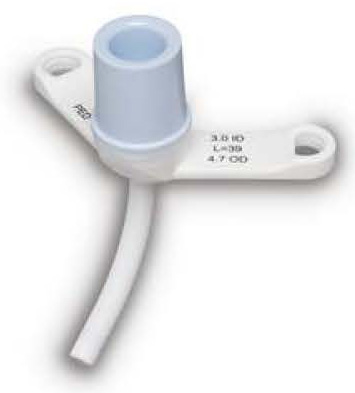 PED
3.0 ID
L=39
4.7 OD